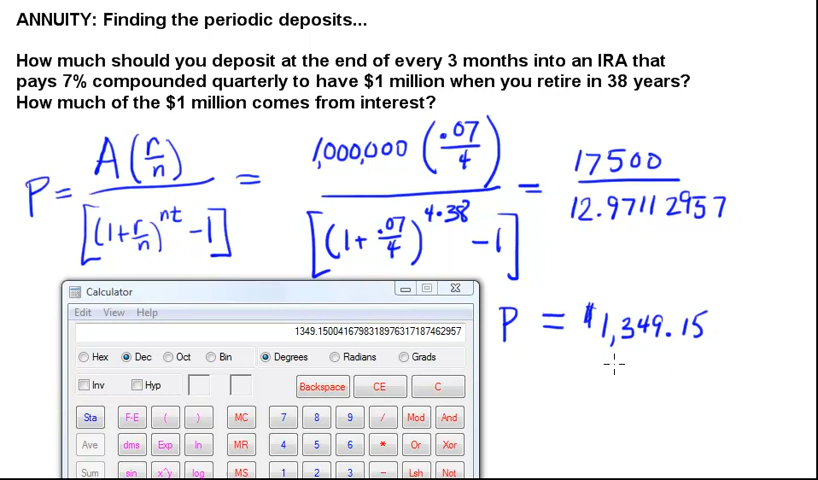 ANNUITY: Finding the periodic deposits...
How much should you deposit at the end of every 3 months into an IRA that
pays 7% compounded quarterly to have $1 million when you retire in 38 years?
How much of the $1 million comes from interest?
P = A(r/n) / [(1+r/n)^nt -1] = 1,000,000 (.07/4) / [(1+.07/4)^4·38 -1] = 17500 / 12.97112957
P = $1,349.15
Calculator
Edit View Help
1349.1500416798318976317187462957
Hex Dec Oct Bin Degrees Radians Grads
Inv Hyp Backspace CE C
Sta F-E ( ) MC 7 8 9 / Mod And
Ave dms Exp ln MR 4 5 6 * Or Xor
Sum sin x^y log MS 1 2 3 - Lsh Not